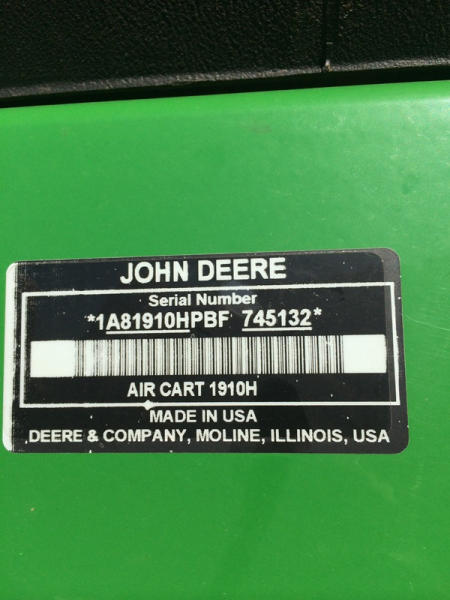 JOHN DEERE
Serial Number
*1A81910HPBF 745132*
AIR CART 1910H
MADE IN USA
DEERE & COMPANY, MOLINE, ILLINOIS, USA